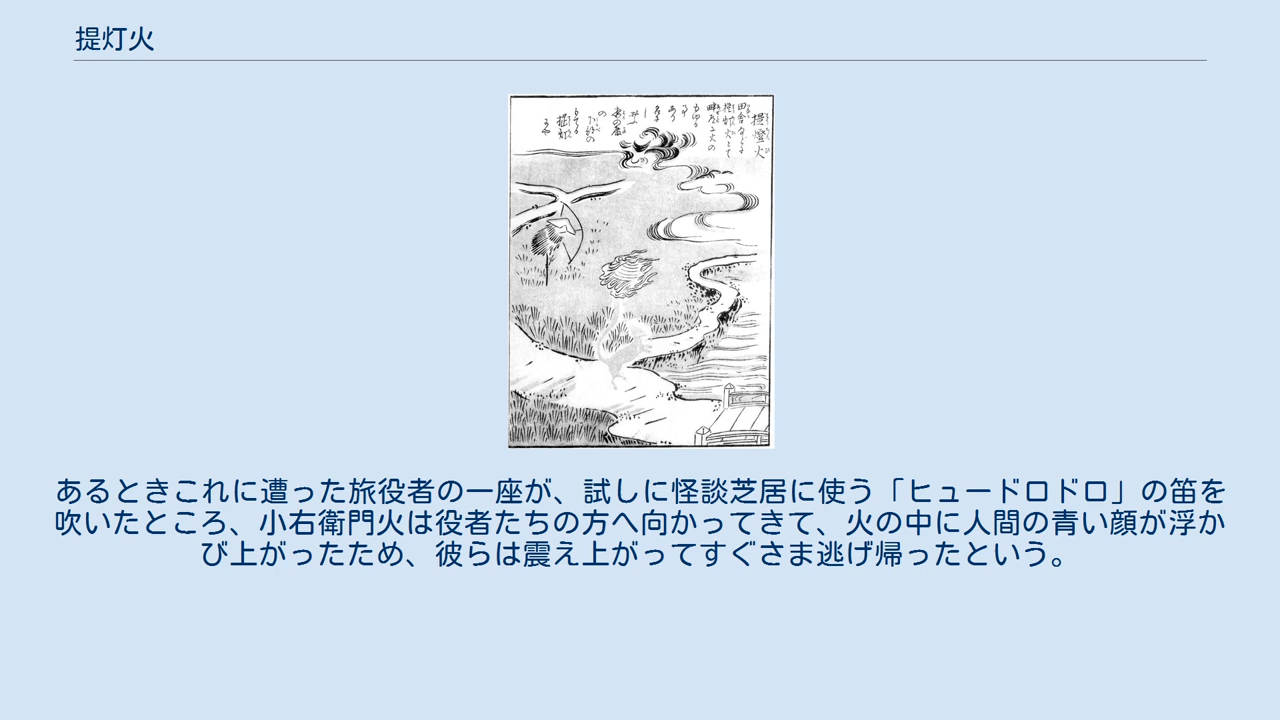 提灯火
提燈火
あるときこれに遭った旅役者の一座が、試しに怪談芝居に使う「ヒュードロドロ」の笛を
吹いたところ、小右衛門火は役者たちの方へ向かってきて、火の中に人間の青い顔が浮か
び上がったため、彼らは震え上がってすぐさま逃げ帰ったという。